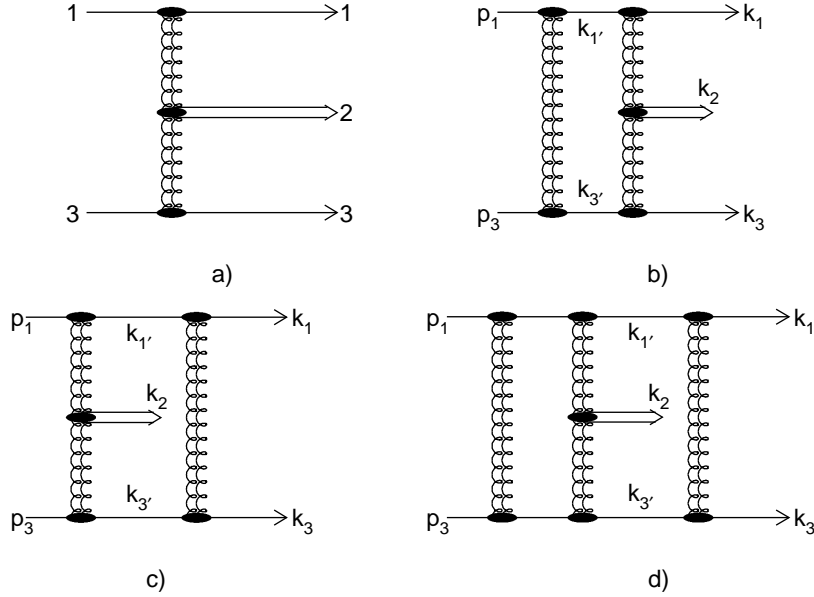 1 1
2
3 3
a)
p1 k1' k1
k2
p3 k3' k3
b)
p1 k1' k1
k2
p3 k3' k3
c)
p1 k1' k1
k2
p3 k3' k3
d)